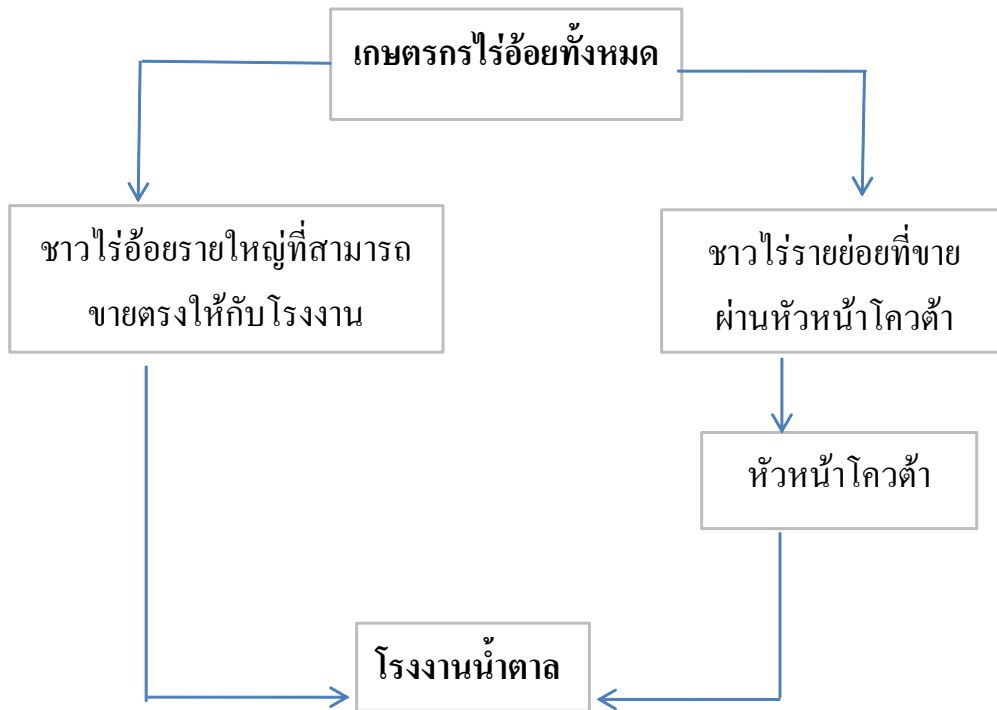 เกษตรกรไร่อ้อยทั้งหมด
ชาวไร่อ้อยรายใหญ่ที่สามารถ
ขายตรงให้กับโรงงาน
ชาวไร่รายย่อยที่ขาย
ผ่านหัวหน้าโควต้า
หัวหน้าโควต้า
โรงงานน้ำตาล